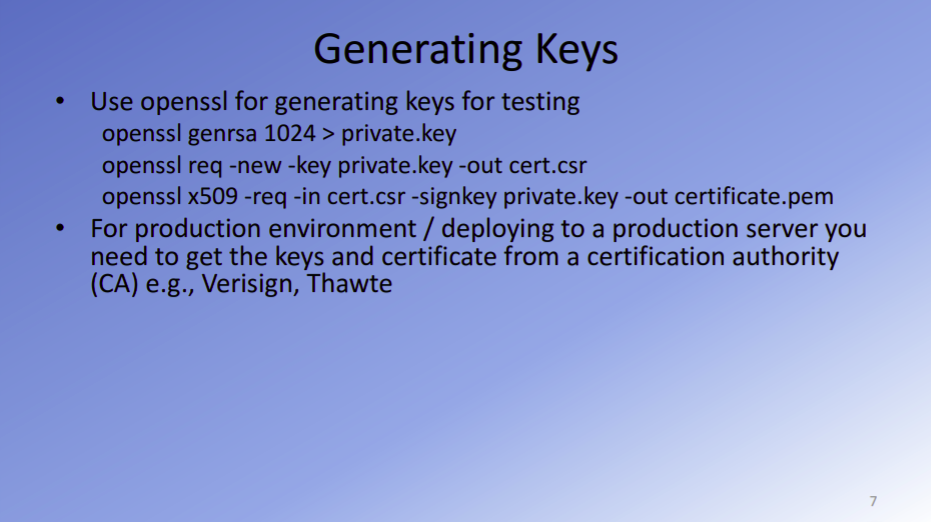 Generating Keys
• Use openssl for generating keys for testing
openssl genrsa 1024 > private.key
openssl req -new -key private.key -out cert.csr
openssl x509 -req -in cert.csr -signkey private.key -out certificate.pem
• For production environment / deploying to a production server you
need to get the keys and certificate from a certification authority
(CA) e.g., Verisign, Thawte
7